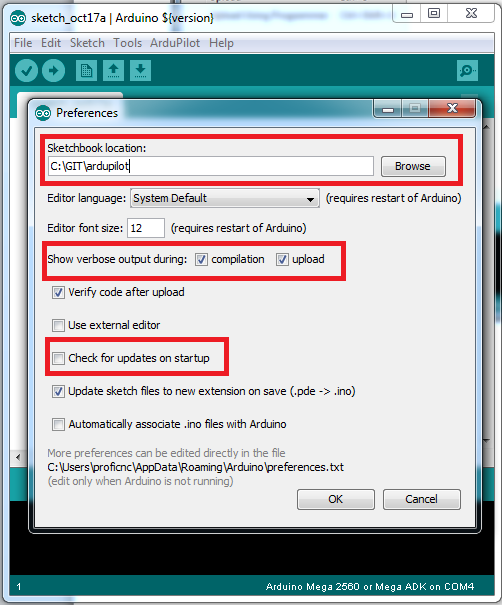 sketch_oct17a | Arduino ${version}
File Edit Sketch Tools ArduPilot Help
Preferences
Sketchbook location:
C:\GIT\ardupilot
Browse
Editor language: System Default (requires restart of Arduino)
Editor font size: 12 (requires restart of Arduino)
Show verbose output during: compilation upload
Verify code after upload
Use external editor
Check for updates on startup
Update sketch files to new extension on save (.pde -> .ino)
Automatically associate .ino files with Arduino
More preferences can be edited directly in the file
C:\Users\proficnc\AppData\Roaming\Arduino\preferences.txt
(edit only when Arduino is not running)
OK Cancel
1 Arduino Mega 2560 or Mega ADK on COM4